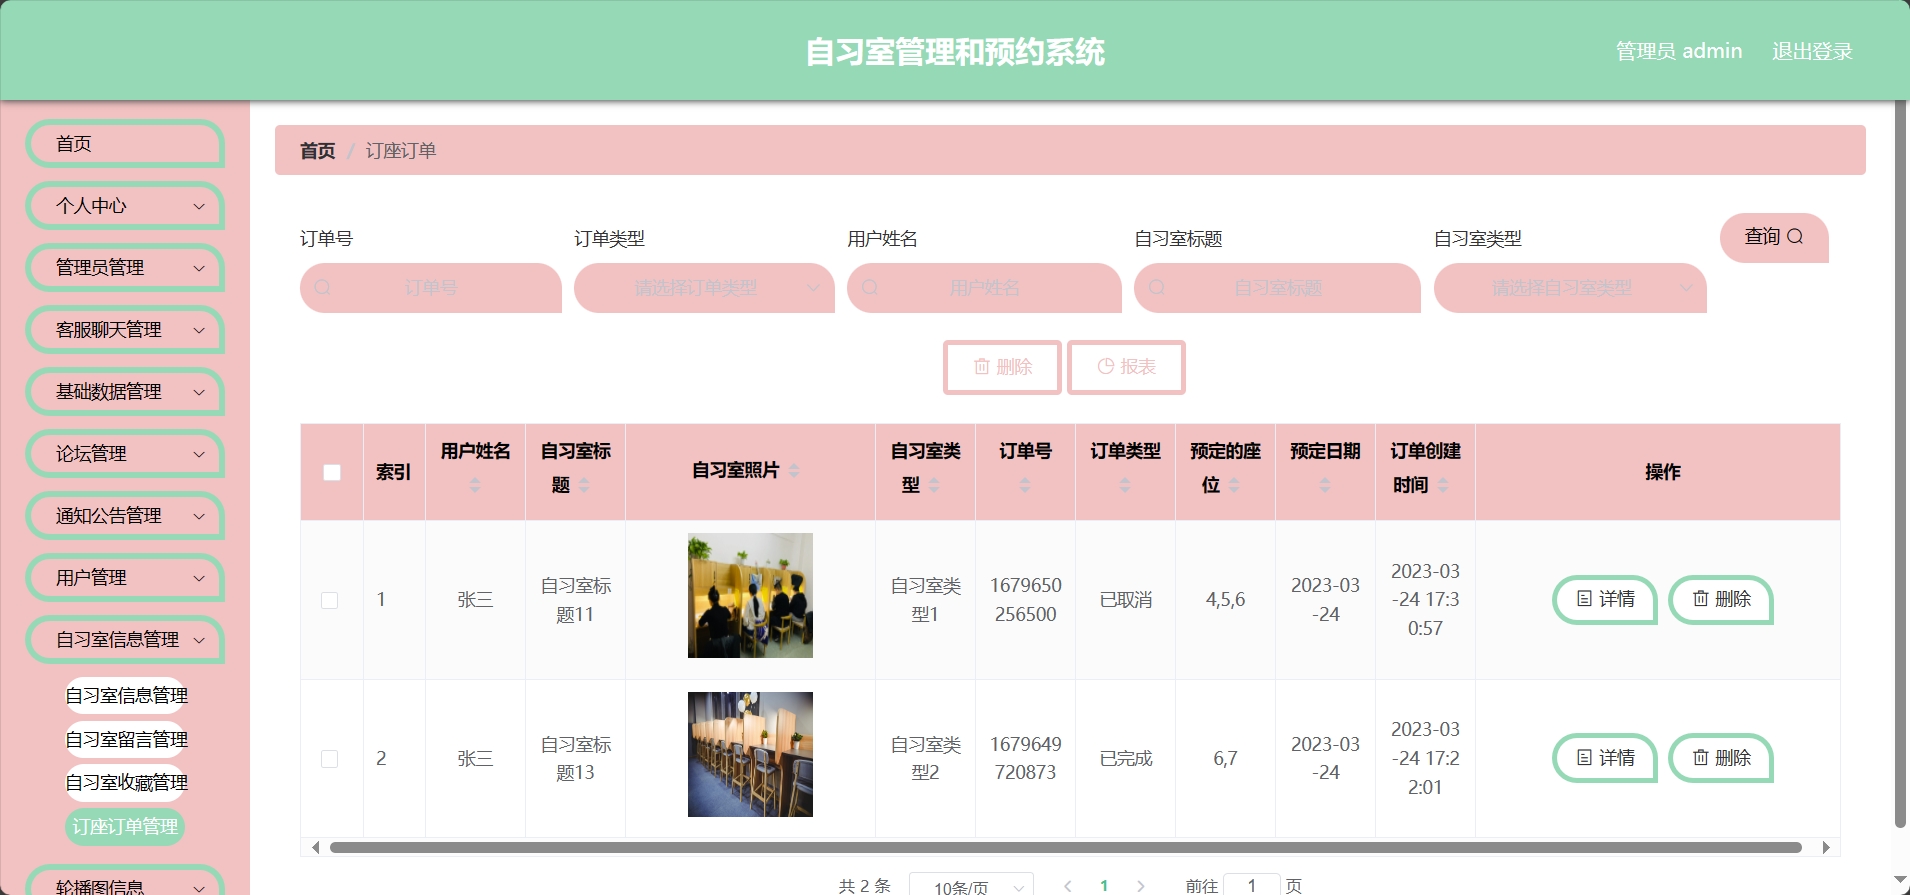 自习室管理和预约系统
管理员 admin
退出登录
首页
个人中心
管理员管理
客服聊天管理
基础数据管理
论坛管理
通知公告管理
用户管理
自习室信息管理
自习室信息管理
自习室留言管理
自习室收藏管理
订座订单管理
轮播图信息
首页 / 订座订单
订单号
订单类型
用户姓名
自习室标题
自习室类型
查询
订单号
请选择订单类型
用户姓名
自习室标题
请选择自习室类型
删除
报表
索引
用户姓名
自习室标
题
自习室照片
自习室类
型
订单号
订单类型
预定的座
位
预定日期
订单创建
时间
操作
1
张三
自习室标
题11
自习室类
型1
1679650
256500
已取消
4,5,6
2023-03
-24
2023-03
-24 17:3
0:57
详情
删除
2
张三
自习室标
题13
自习室类
型2
1679649
720873
已完成
6,7
2023-03
-24
2023-03
-24 17:2
2:01
详情
删除
共 2 条
10条/页
1
前往 1 页